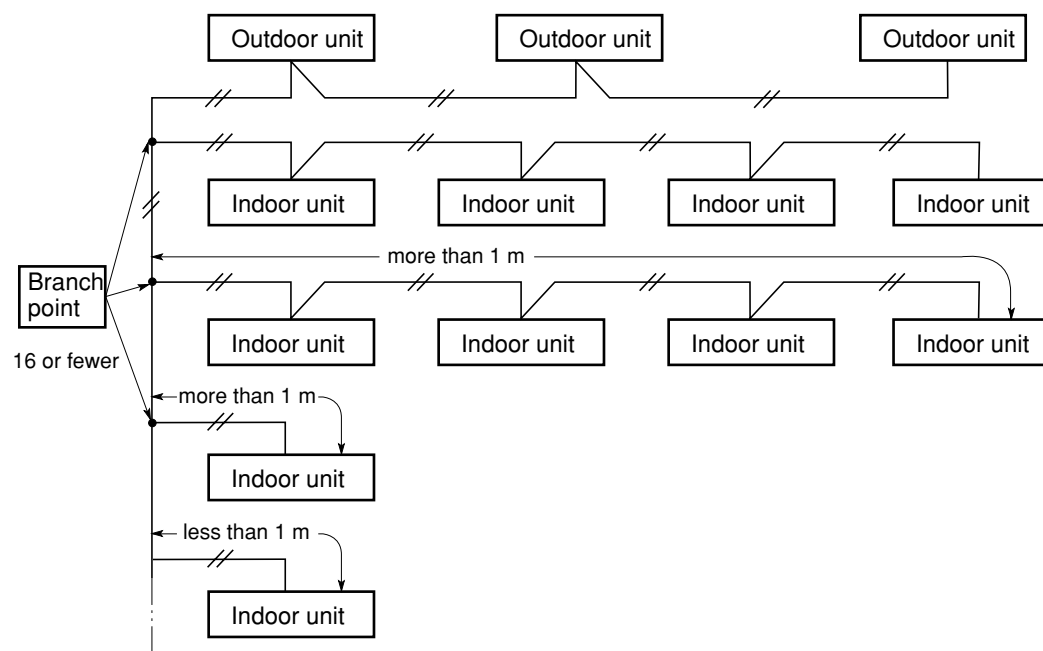 Outdoor unit Outdoor unit Outdoor unit
Indoor unit Indoor unit Indoor unit Indoor unit
more than 1 m
Branch
point
Indoor unit Indoor unit Indoor unit Indoor unit
16 or fewer
more than 1 m
Indoor unit
less than 1 m
Indoor unit